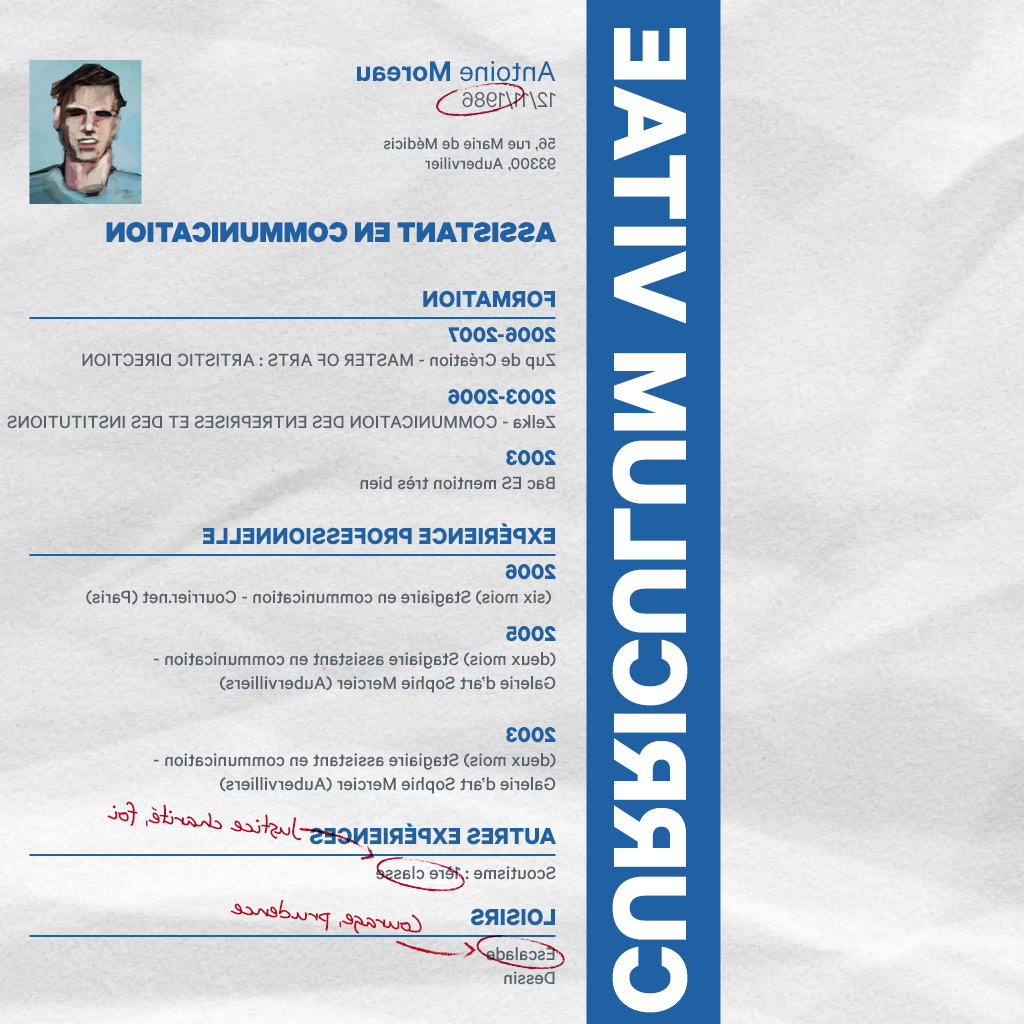 CURRICULUM VITAE
Antoine Moreau
12/11/1986
56, rue Marie de Médicis
93300, Aubervilier
ASSISTANT EN COMMUNICATION
FORMATION
2006-2007
Zup de Création - MASTER OF ARTS : ARTISTIC DIRECTION
2003-2006
Zelka - COMMUNICATION DES ENTREPRISES ET DES INSTITUTIONS
2003
Bac ES mention très bien
EXPÉRIENCE PROFESSIONNELLE
2006
(six mois) Stagiaire en communication - Courrier.net (Paris)
2005
(deux mois) Stagiaire assistant en communication -
Galerie d'art Sophie Mercier (Aubervilliers)
2003
(deux mois) Stagiaire assistant en communication -
Galerie d'art Sophie Mercier (Aubervilliers)
Justice charité, foi
AUTRES EXPÉRIENCES
Scoutisme : 1ère classe
Courage, prudence
LOISIRS
Escalade
Dessin